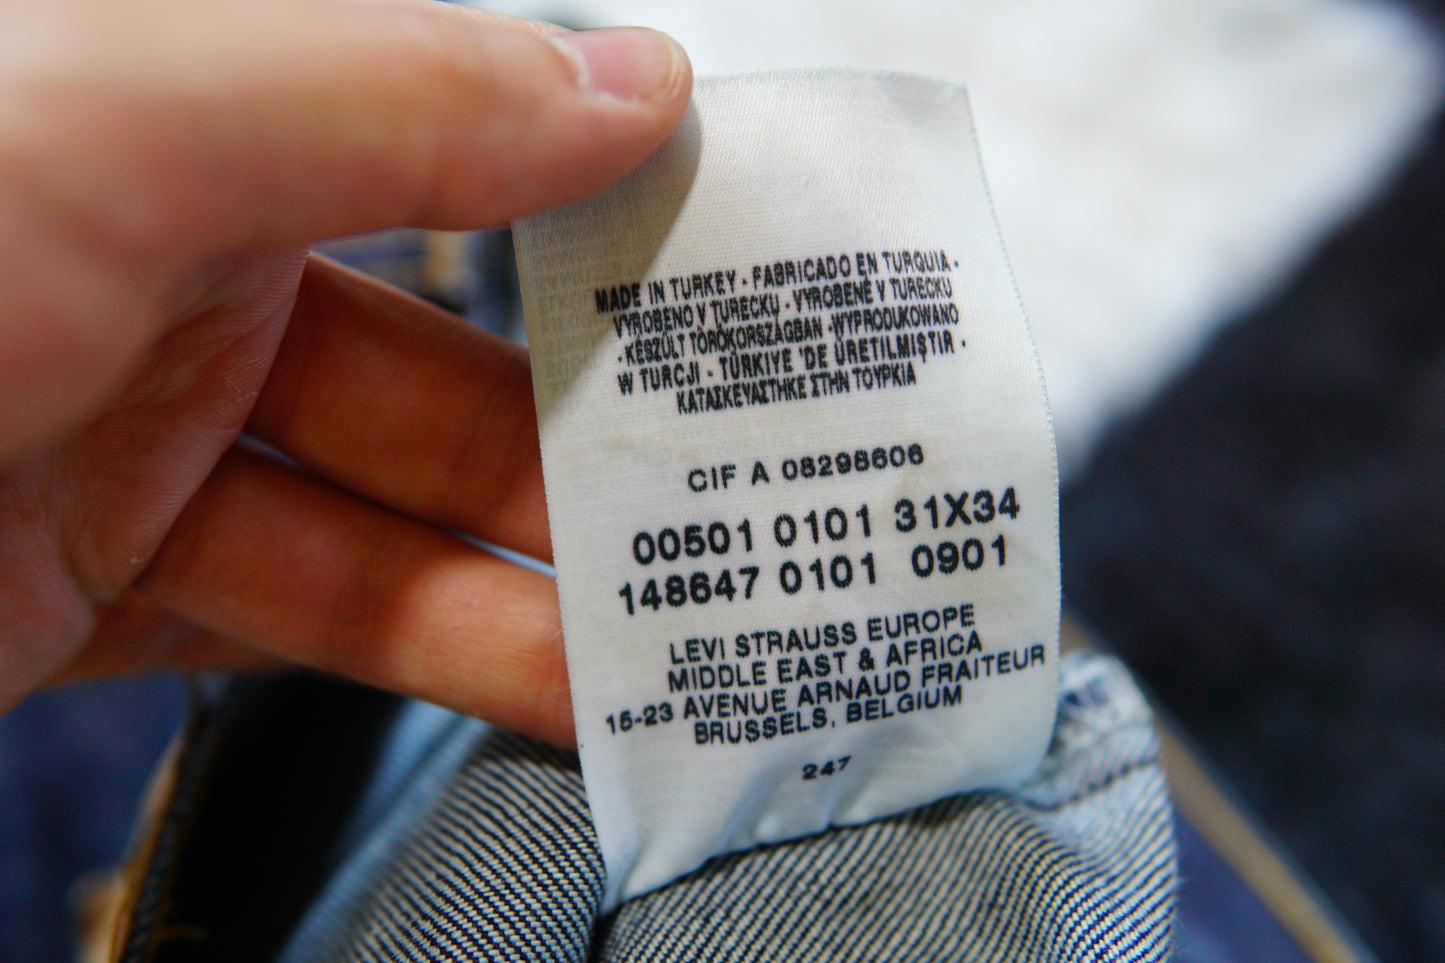 MADE IN TURKEY - FABRICADO EN TURQUIA -
VYROBENO V TURECKU - VYROBENÉ V TURECKU
- KÉSZÜLT TÖRÖKORSZÁGBAN - WYPRODUKOWANO
W TURCJI - TÜRKIYE 'DE ÜRETILMIŞTIR -
ΚΑΤΑΣΚΕΥΑΣΤΗΚΕ ΣΤΗΝ ΤΟΥΡΚΙΑ
CIF A 08298606
00501 0101 31X34
148647 0101 0901
LEVI STRAUSS EUROPE
MIDDLE EAST & AFRICA
15-23 AVENUE ARNAUD FRAITEUR
BRUSSELS, BELGIUM
247